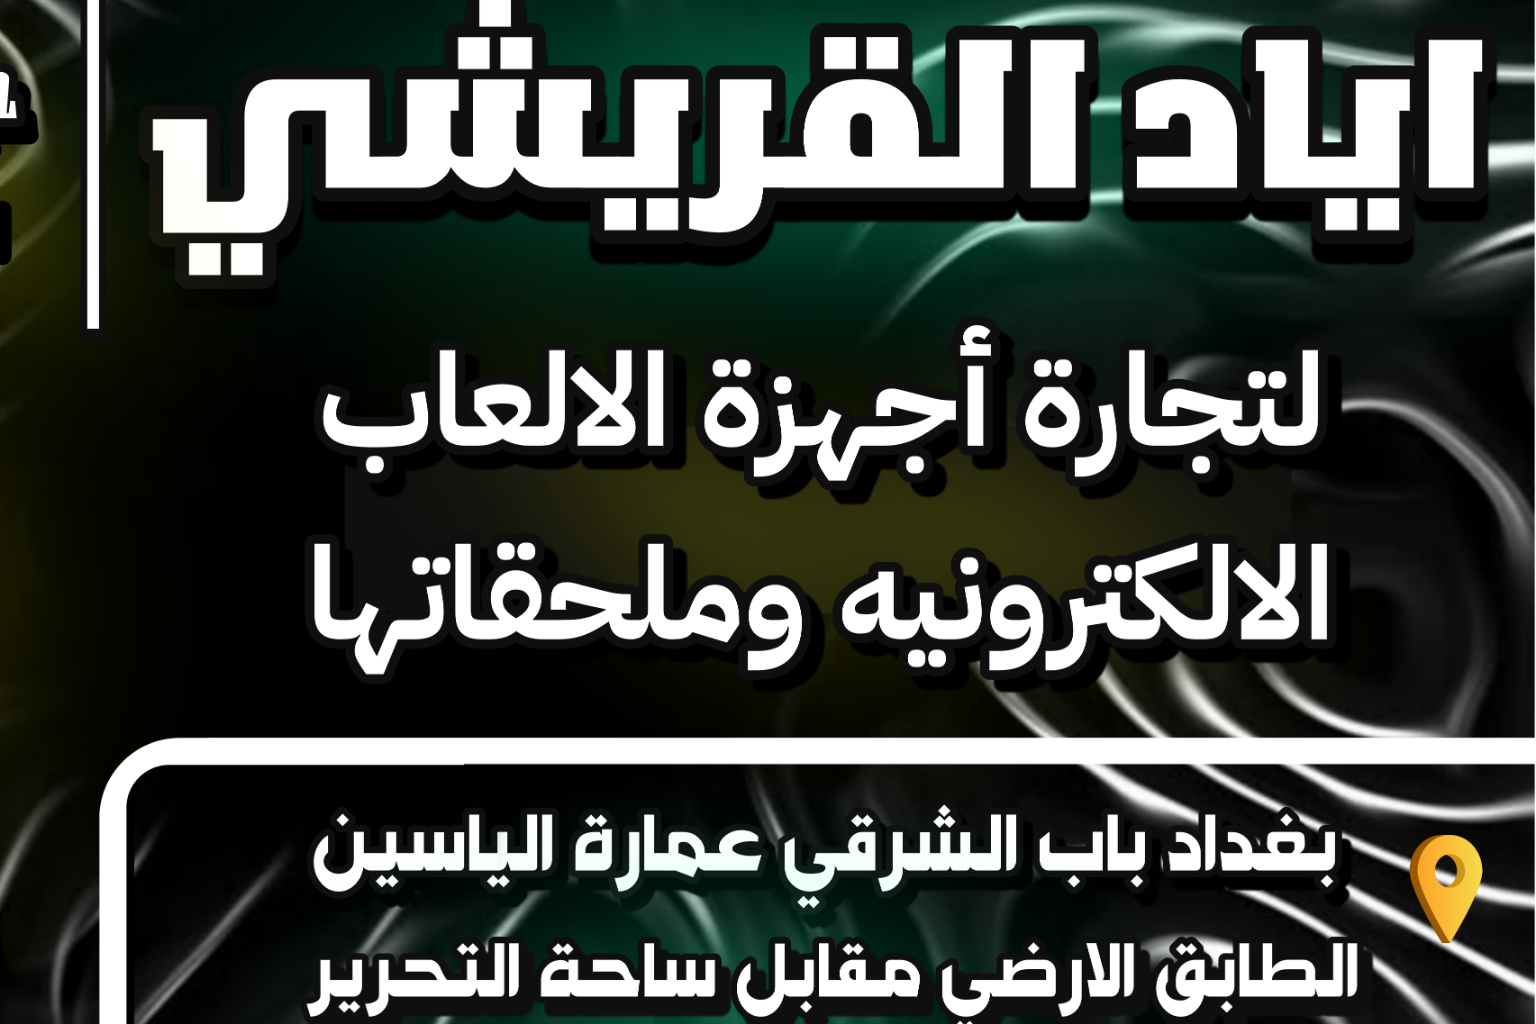 اياد القريشي
لتجارة أجهزة الالعاب
الالكترونيه وملحقاتها
بغداد باب الشرقي عمارة الياسين
الطابق الارضي مقابل ساحة التحرير